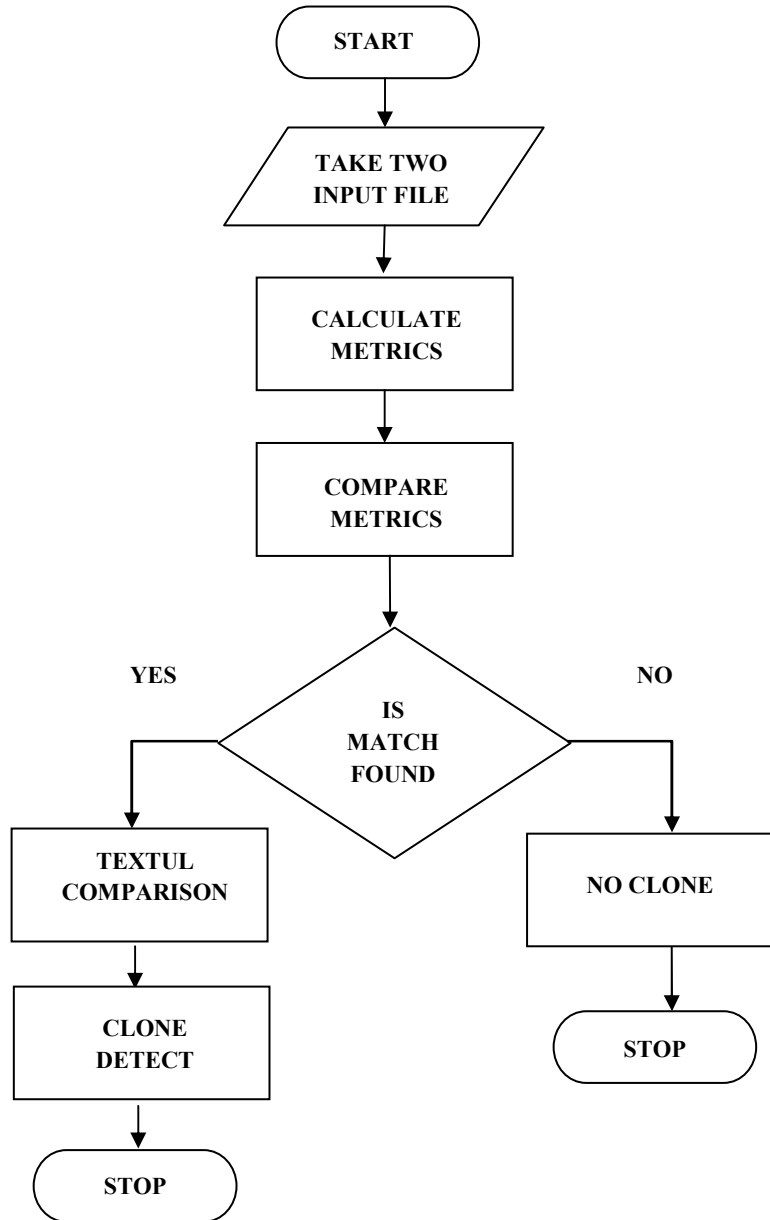 START
TAKE TWO
INPUT FILE
CALCULATE
METRICS
COMPARE
METRICS
YES
NO
IS
MATCH
FOUND
TEXTUL
COMPARISON
NO CLONE
CLONE
DETECT
STOP
STOP